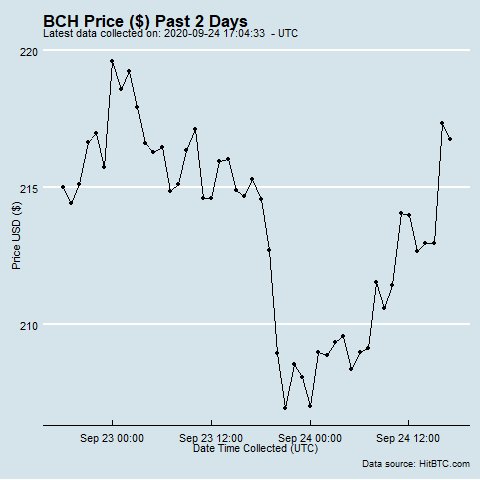 BCH Price ($) Past 2 Days
Latest data collected on: 2020-09-24 17:04:33 - UTC
220
215
210
Price USD ($)
Sep 23 00:00 Sep 23 12:00 Sep 24 00:00 Sep 24 12:00
Date Time Collected (UTC)
Data source: HitBTC.com